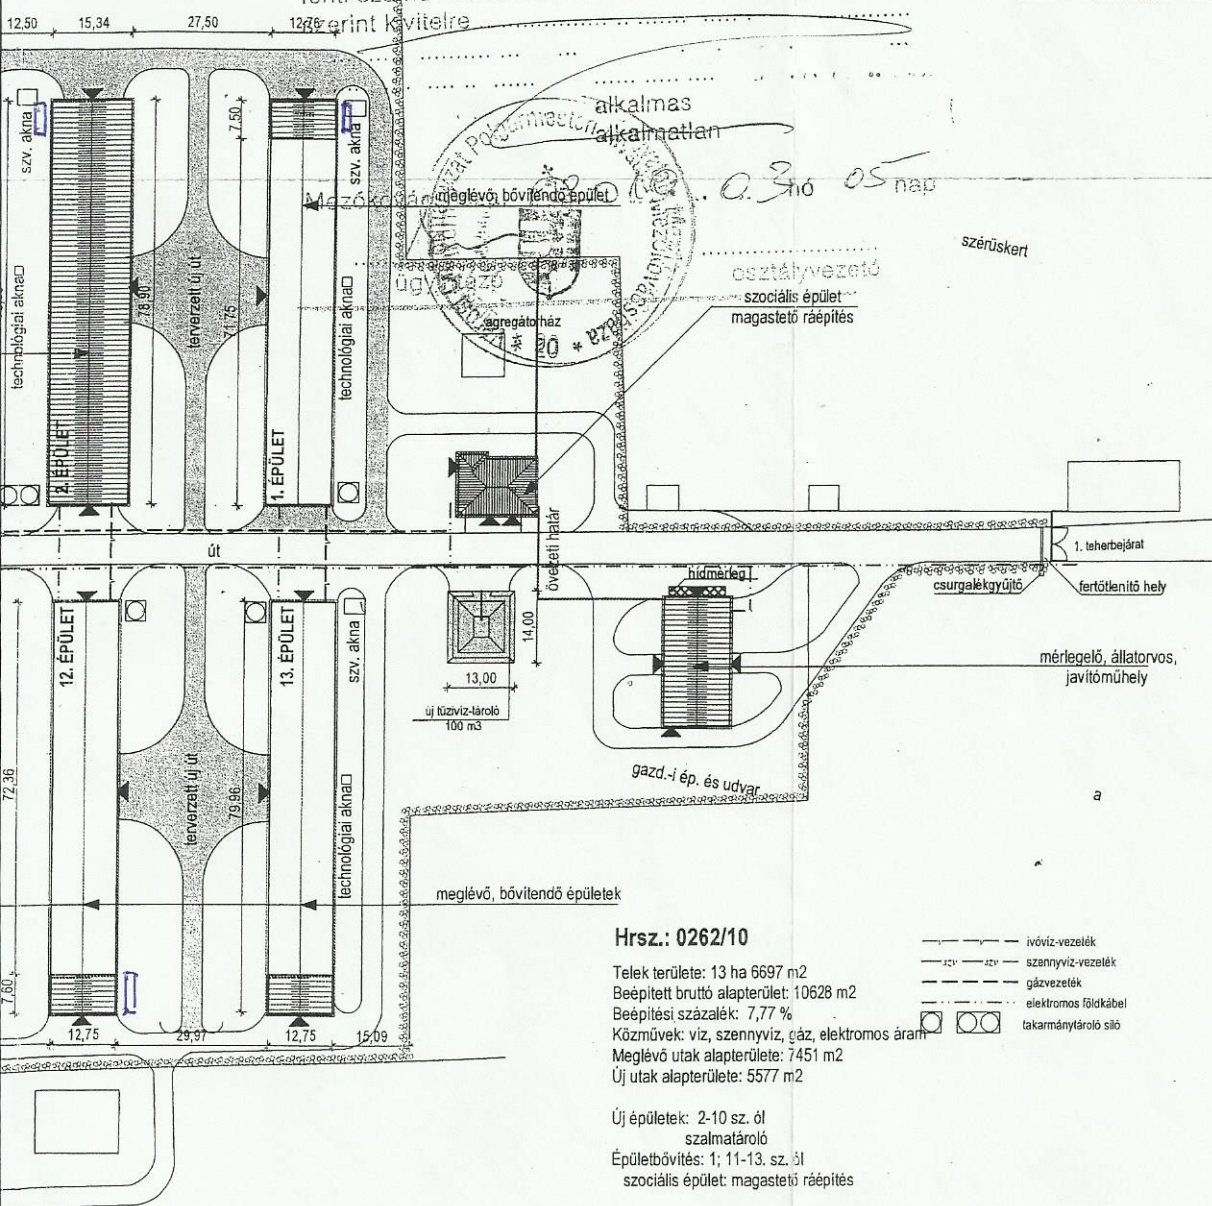 szerint kivitelre
12,50
15,34
27,50
12,76
alkalmas
alkalmatlan
hó 05 nap
meglévő, bővítendő épület
szérűskert
ügyintéző
osztályvezető
szociális épület
magastető ráépítés
agregátorház
szv. akna
technológiai akna
78,90
tervezett új út
71,75
7,50
szv. akna
technológiai akna
2. ÉPÜLET
1. ÉPÜLET
út
övezeti határ
1. teherbejárat
csurgalékgyűjtő
fertőtlenítő hely
hídmérleg
14,00
13,00
új tűzivíz-tároló
100 m3
mérlegelő, állatorvos,
javítóműhely
gazd.-i ép. és udvar
12. ÉPÜLET
13. ÉPÜLET
szv. akna
72,36
tervezett új út
79,96
technológiai akna
a
meglévő, bővítendő épületek
7,60
12,75
29,97
12,75
15,09
Hrsz.: 0262/10
Telek területe: 13 ha 6697 m2
Beépített bruttó alapterület: 10628 m2
Beépítési százalék: 7,77 %
Közművek: víz, szennyvíz, gáz, elektromos áram
Meglévő utak alapterülete: 7451 m2
Új utak alapterülete: 5577 m2
Új épületek: 2-10 sz. ól
szalmatároló
Épületbővítés: 1; 11-13. sz. ól
szociális épület: magastető ráépítés
ivóvíz-vezeték
szennyvíz-vezeték
gázvezeték
elektromos földkábel
takarmánytároló siló